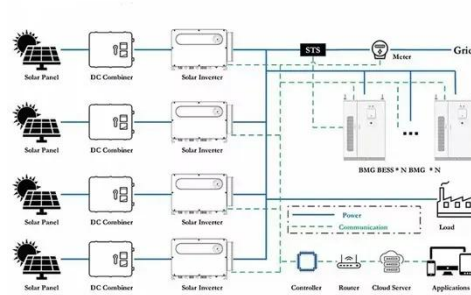 STS
Meter
Grid
Solar Panel DC Combiner Solar Inverter
Solar Panel DC Combiner Solar Inverter
BMG BESS * N BMG * N
Solar Panel DC Combiner Solar Inverter
Power
Communication
Load
Solar Panel DC Combiner Solar Inverter
Controller Router Cloud Server Applications